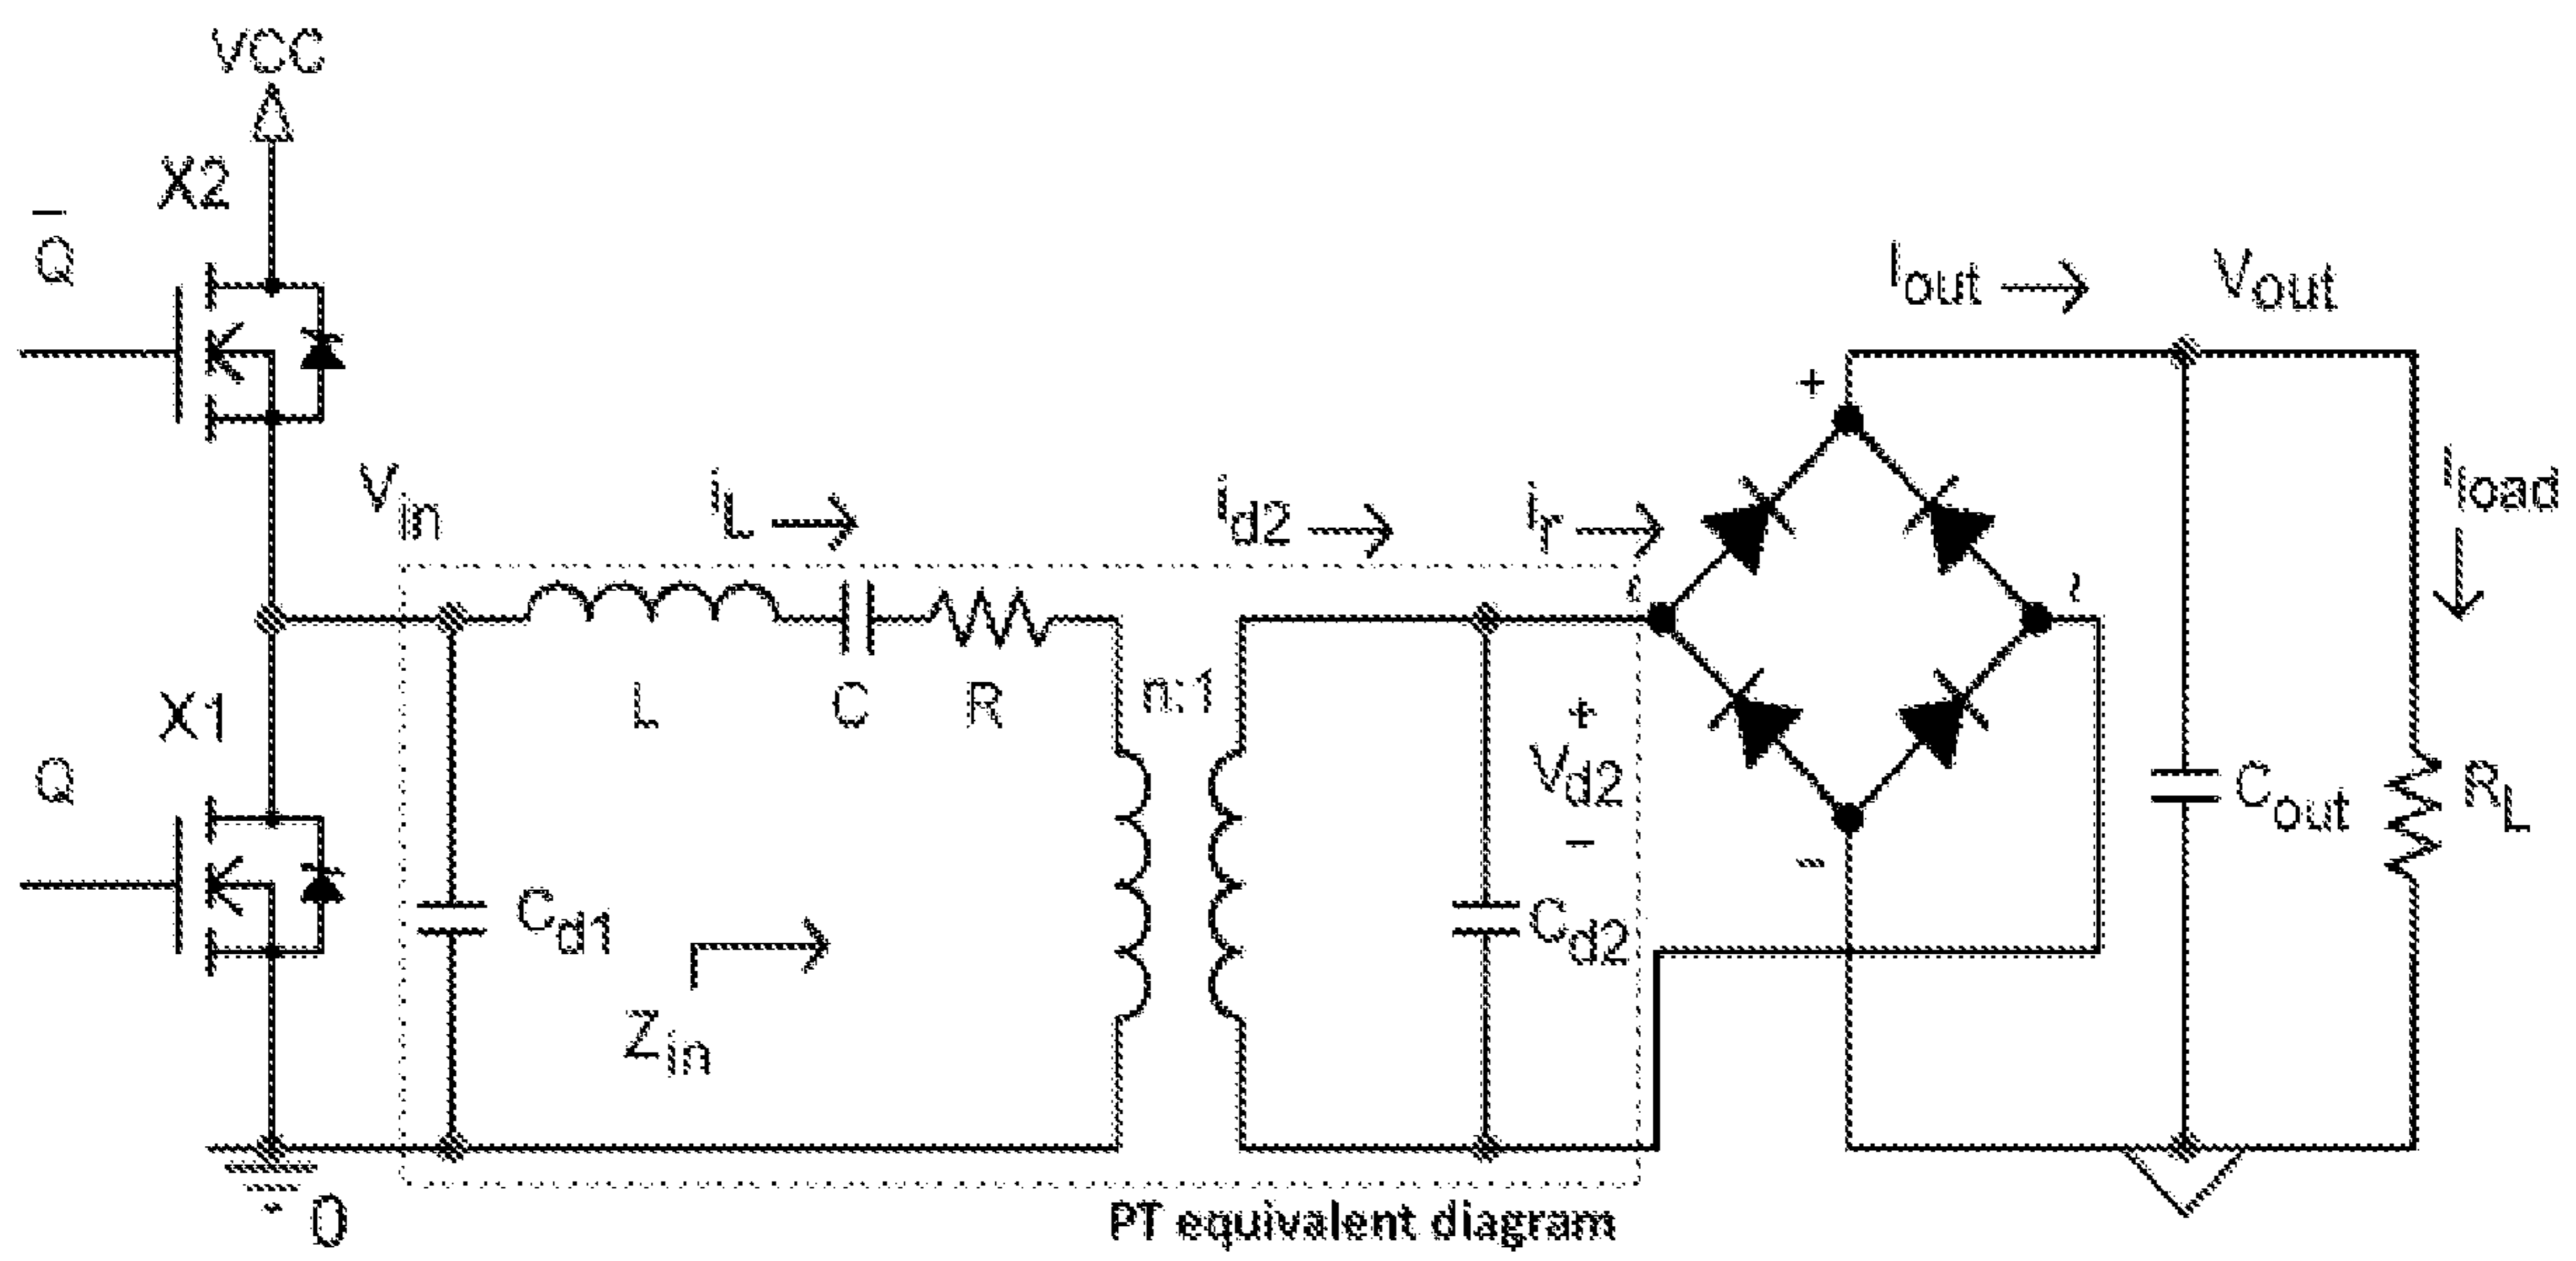 VCC
X2
Q̅
Iout Vout
Vin iL id2 ir Iload
~ + ~
L C R n:1
X1
Q
+
Vd2
−
−
Cd1 Cd2 Cout RL
Zin
0
PT equivalent diagram